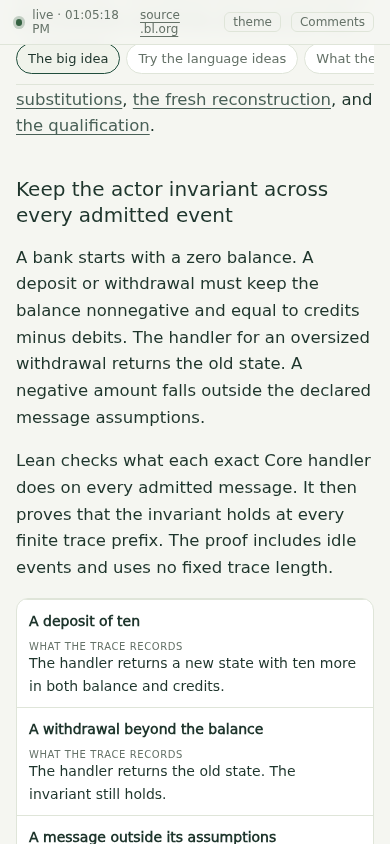 live · 01:05:18 PM
source.bl.org
theme
Comments
The big idea
Try the language ideas
What the
substitutions, the fresh reconstruction, and
the qualification.
Keep the actor invariant across
every admitted event
A bank starts with a zero balance. A
deposit or withdrawal must keep the
balance nonnegative and equal to credits
minus debits. The handler for an oversized
withdrawal returns the old state. A
negative amount falls outside the declared
message assumptions.
Lean checks what each exact Core handler
does on every admitted message. It then
proves that the invariant holds at every
finite trace prefix. The proof includes idle
events and uses no fixed trace length.
A deposit of ten
WHAT THE TRACE RECORDS
The handler returns a new state with ten more
in both balance and credits.
A withdrawal beyond the balance
WHAT THE TRACE RECORDS
The handler returns the old state. The
invariant still holds.
A message outside its assumptions